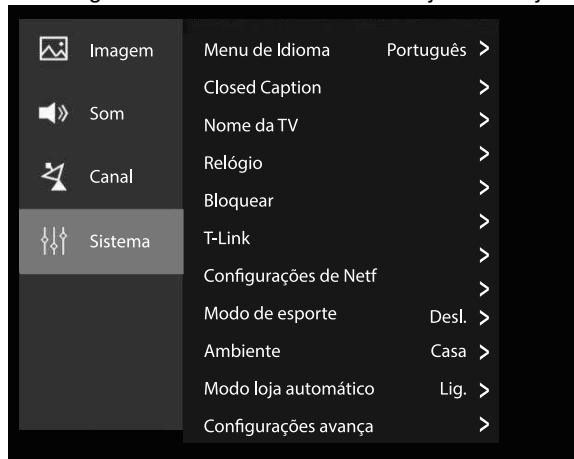 Imagem
Som
Canal
Sistema
Menu de Idioma Português >
Closed Caption >
Nome da TV >
Relógio >
Bloquear >
T-Link >
Configurações de Netf >
Modo de esporte Desl. >
Ambiente Casa >
Modo loja automático Lig. >
Configurações avança >